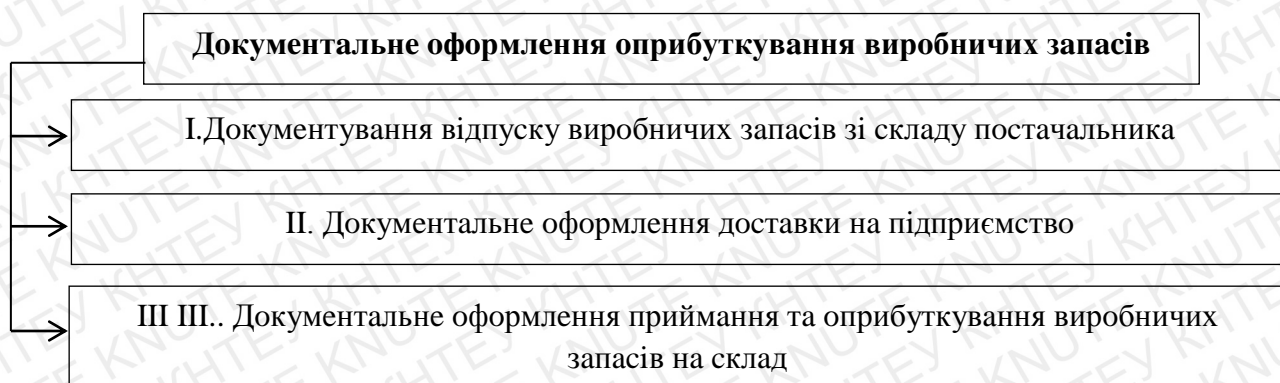 Документальне оформлення оприбуткування виробничих запасів
І.Документування відпуску виробничих запасів зі складу постачальника
ІІ. Документальне оформлення доставки на підприємство
ІІІ ІІІ.. Документальне оформлення приймання та оприбуткування виробничих
запасів на склад